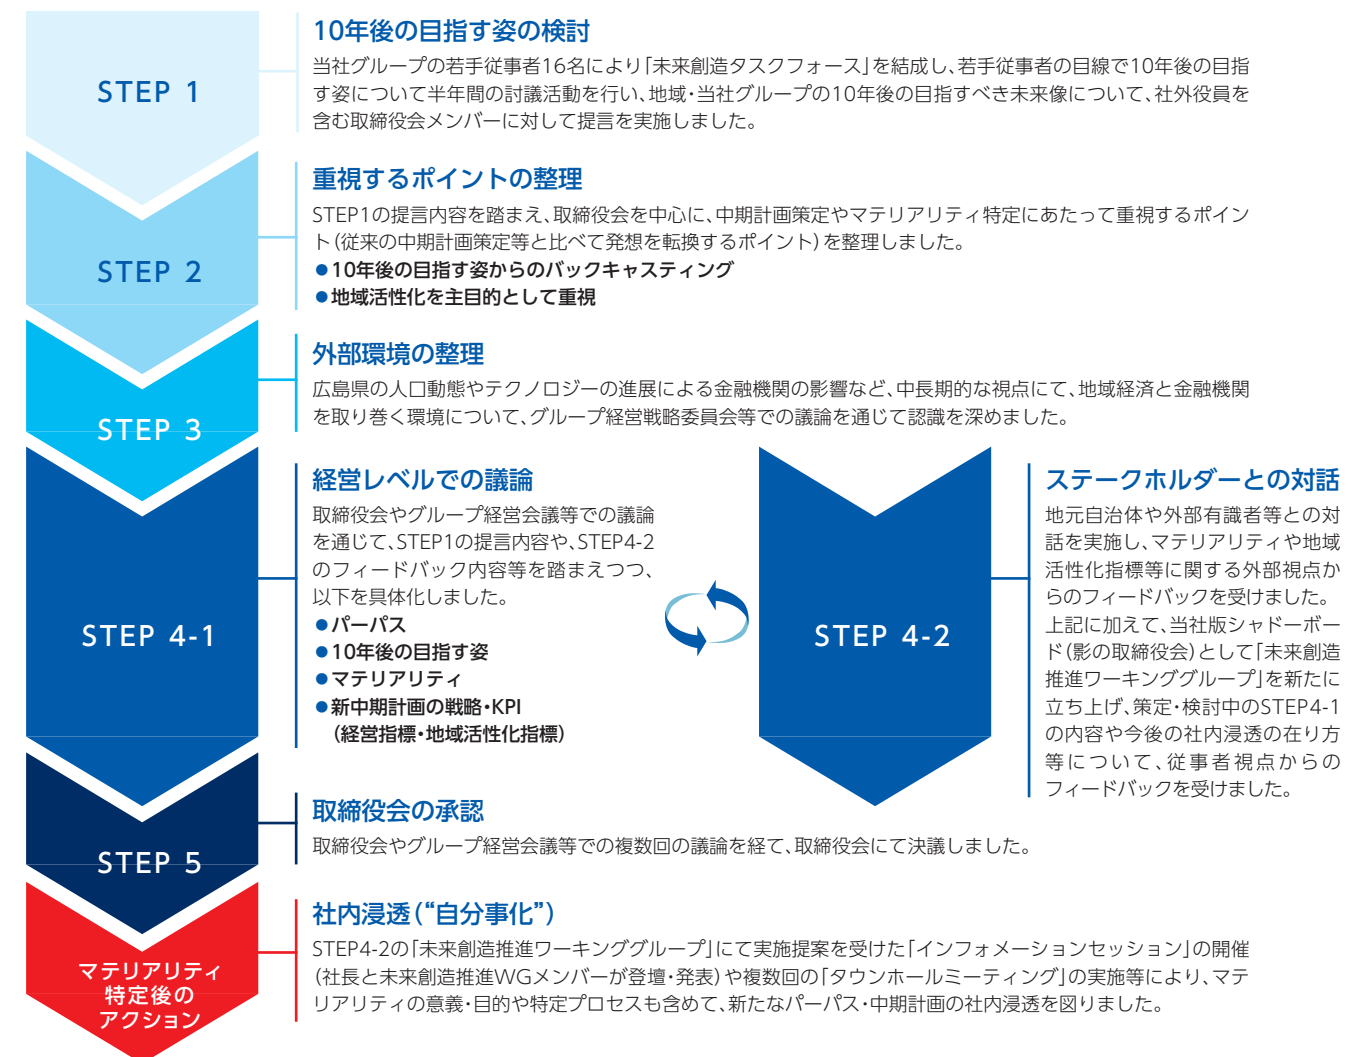 STEP 1
10年後の目指す姿の検討
当社グループの若手従事者16名により「未来創造タスクフォース」を結成し、若手従事者の目線で10年後の目指
す姿について半年間の討議活動を行い、地域・当社グループの10年後の目指すべき未来像について、社外役員を
含む取締役会メンバーに対して提言を実施しました。
STEP 2
重視するポイントの整理
STEP1の提言内容を踏まえ、取締役会を中心に、中期計画策定やマテリアリティ特定にあたって重視するポイン
ト(従来の中期計画策定等と比べて発想を転換するポイント)を整理しました。
●10年後の目指す姿からのバックキャスティング
●地域活性化を主目的として重視
STEP 3
外部環境の整理
広島県の人口動態やテクノロジーの進展による金融機関の影響など、中長期的な視点にて、地域経済と金融機関
を取り巻く環境について、グループ経営戦略委員会等での議論を通じて認識を深めました。
STEP 4-1
経営レベルでの議論
取締役会やグループ経営会議等での議論
を通じて、STEP1の提言内容や、STEP4-2
のフィードバック内容等を踏まえつつ、
以下を具体化しました。
●パーパス
●10年後の目指す姿
●マテリアリティ
●新中期計画の戦略・KPI
(経営指標・地域活性化指標)
STEP 4-2
ステークホルダーとの対話
地元自治体や外部有識者等との対
話を実施し、マテリアリティや地域
活性化指標等に関する外部視点か
らのフィードバックを受けました。
上記に加えて、当社版シャドーボー
ド(影の取締役会)として「未来創造
推進ワーキンググループ」を新たに
立ち上げ、策定・検討中のSTEP4-1
の内容や今後の社内浸透の在り方
等について、従事者視点からの
フィードバックを受けました。
STEP 5
取締役会の承認
取締役会やグループ経営会議等での複数回の議論を経て、取締役会にて決議しました。
マテリアリティ
特定後の
アクション
社内浸透(“自分事化”)
STEP4-2の「未来創造推進ワーキンググループ」にて実施提案を受けた「インフォメーションセッション」の開催
(社長と未来創造推進WGメンバーが登壇・発表)や複数回の「タウンホールミーティング」の実施等により、マテ
リアリティの意義・目的や特定プロセスも含めて、新たなパーパス・中期計画の社内浸透を図りました。